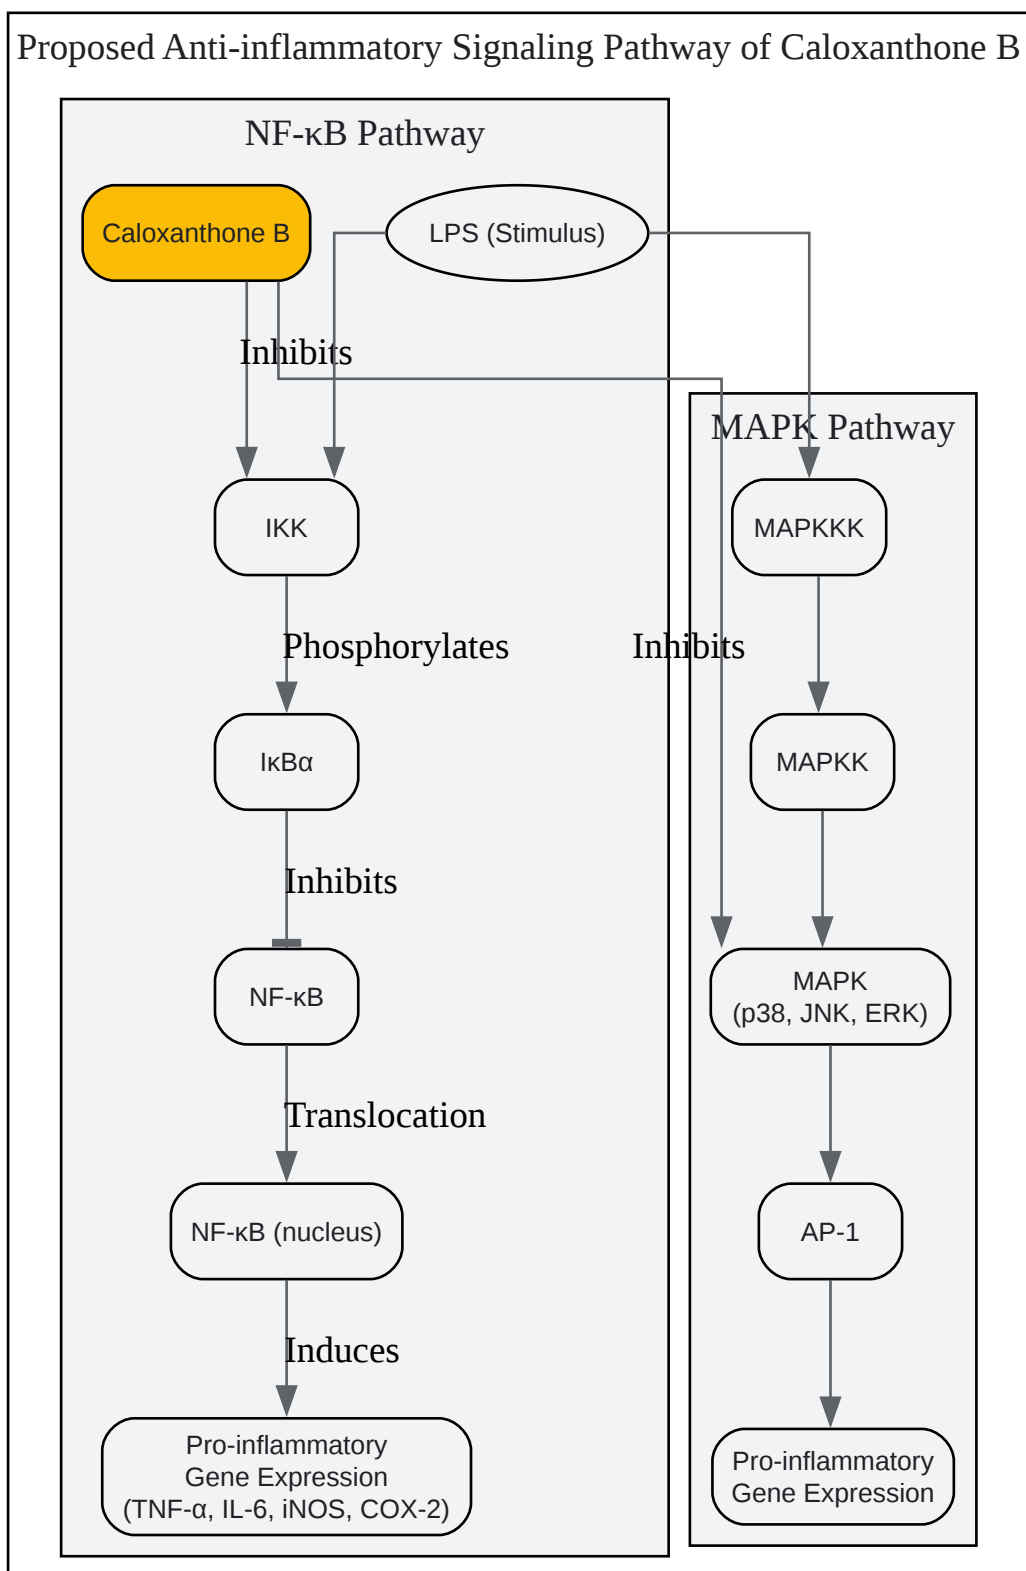 Proposed Anti-inflammatory Signaling Pathway of Caloxanthone B
NF-κB Pathway
Caloxanthone B
LPS (Stimulus)
Inhibits
MAPK Pathway
IKK
MAPKKK
Phosphorylates
Inhibits
IκBα
MAPKK
Inhibits
NF-κB
MAPK
(p38, JNK, ERK)
Translocation
NF-κB (nucleus)
AP-1
Induces
Pro-inflammatory
Gene Expression
(TNF-α, IL-6, iNOS, COX-2)
Pro-inflammatory
Gene Expression